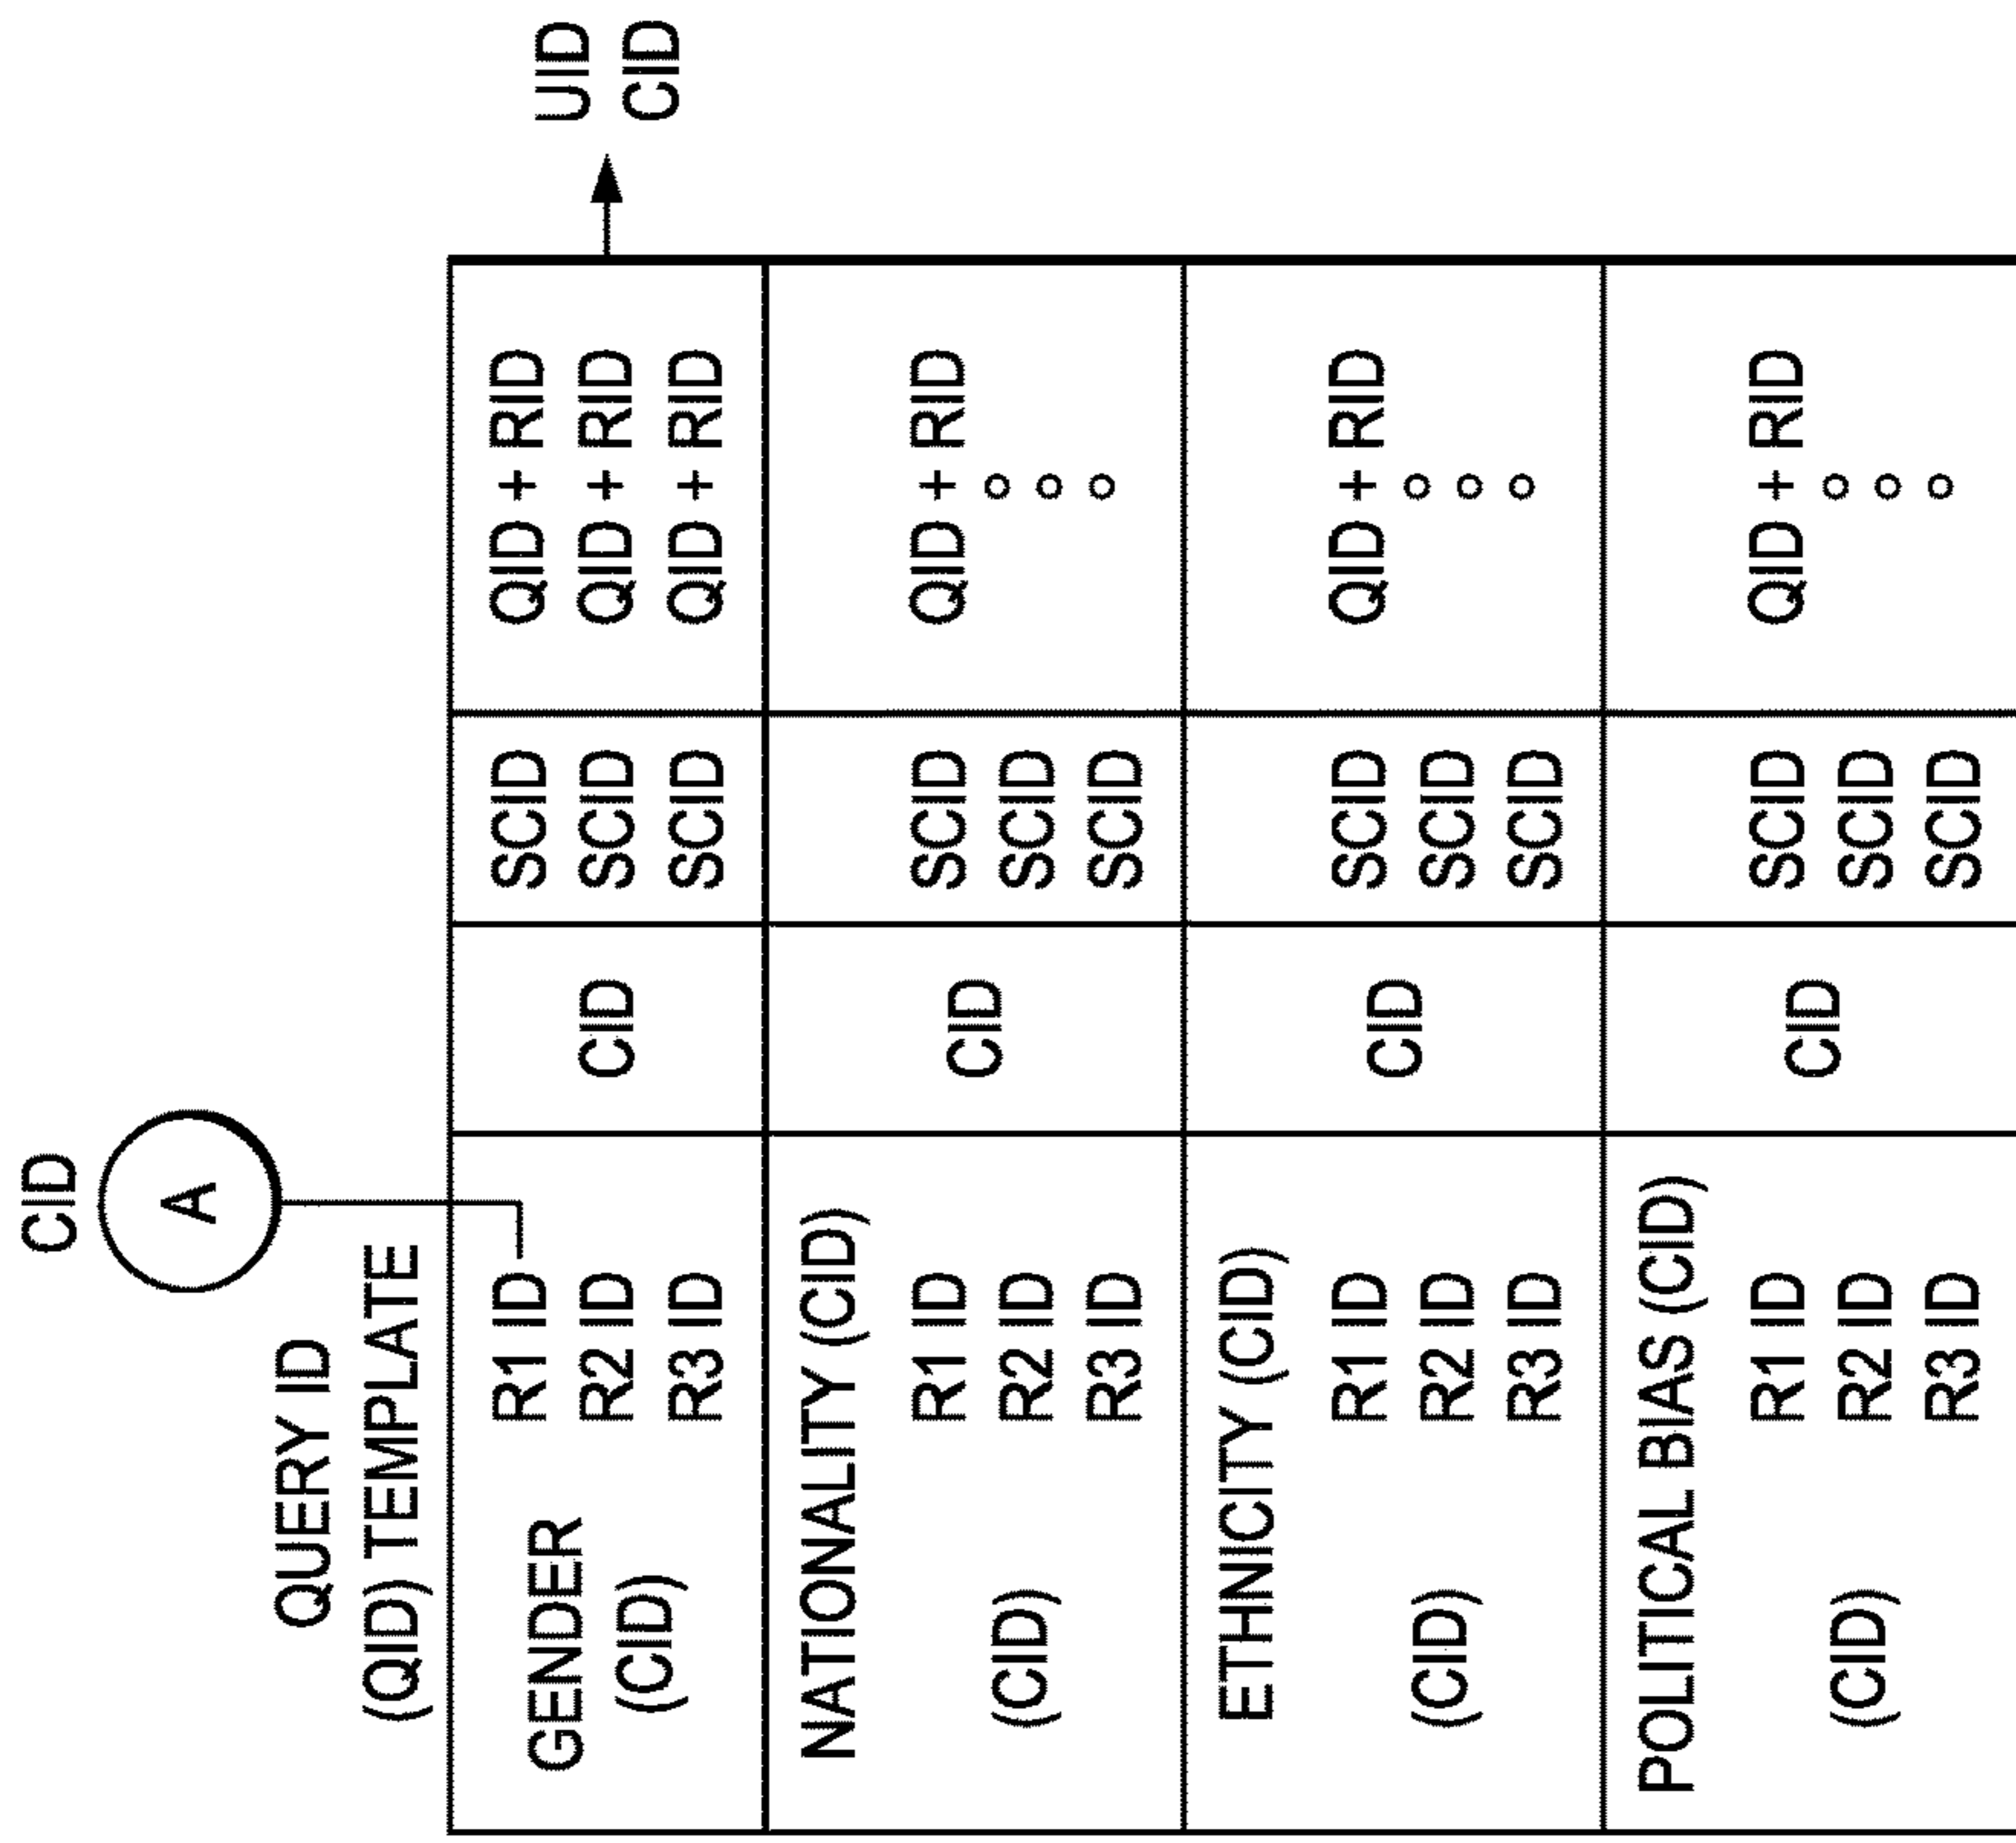 CID
A
QUERY ID
(QID) TEMPLATE
GENDER
(CID)
R1 ID
R2 ID
R3 ID
CID
SCID
SCID
SCID
QID + RID
QID + RID
QID + RID
UID
CID
NATIONALITY (CID)
(CID)
R1 ID
R2 ID
R3 ID
CID
SCID
SCID
SCID
QID + RID
ETHNICITY (CID)
(CID)
R1 ID
R2 ID
R3 ID
CID
SCID
SCID
SCID
QID + RID
POLITICAL BIAS (CID)
(CID)
R1 ID
R2 ID
R3 ID
CID
SCID
SCID
SCID
QID + RID